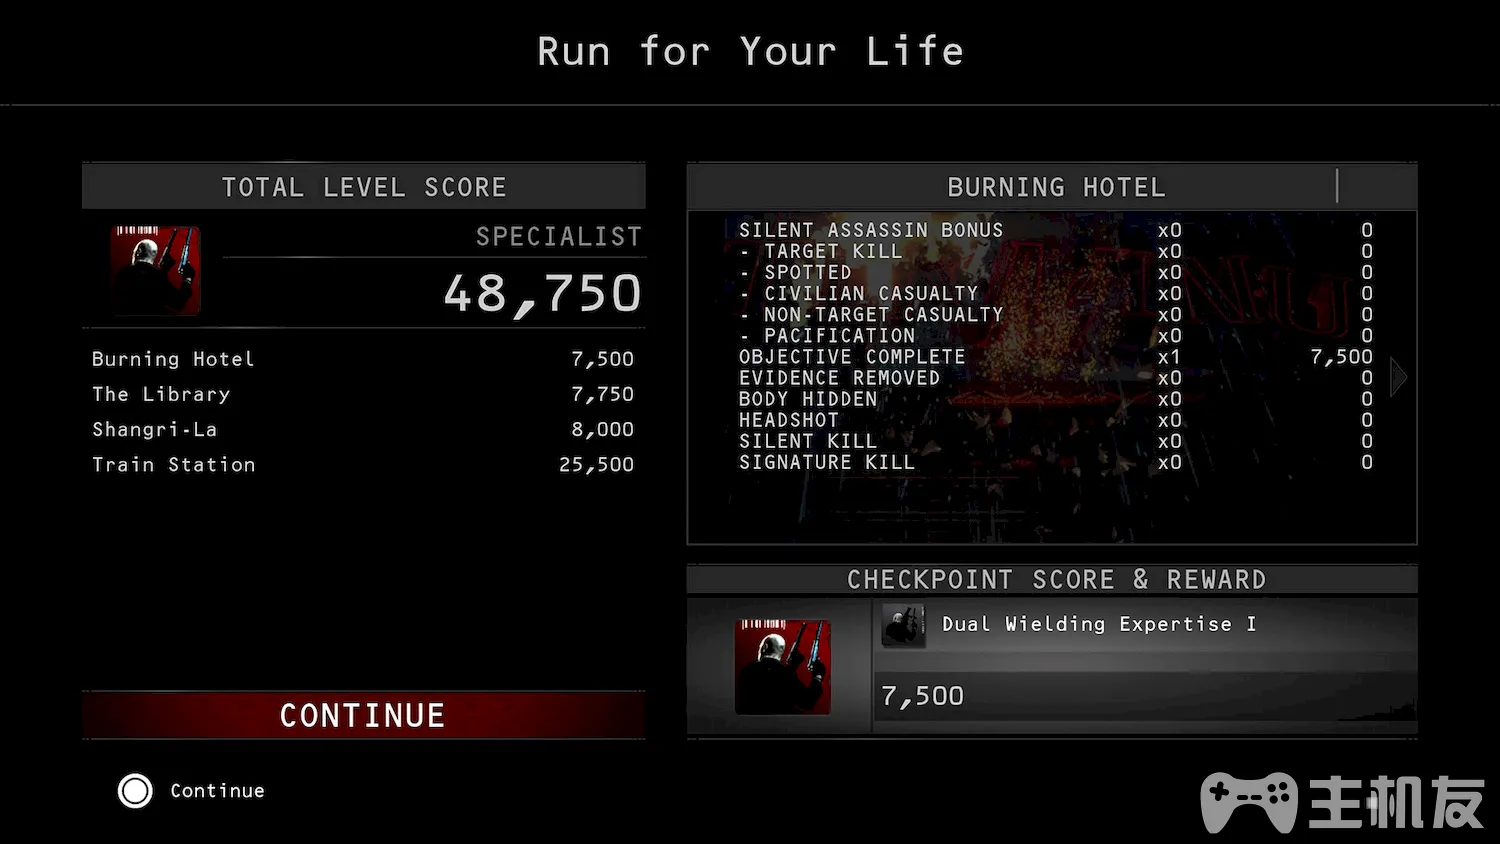 Run for Your Life
TOTAL LEVEL SCORE
SPECIALIST
48,750
Burning Hotel 7,500
The Library 7,750
Shangri-La 8,000
Train Station 25,500
CONTINUE
Continue
BURNING HOTEL
SILENT ASSASSIN BONUS x0 0
- TARGET KILL x0 0
- SPOTTED x0 0
- CIVILIAN CASUALTY x0 0
- NON-TARGET CASUALTY x0 0
- PACIFICATION x0 0
OBJECTIVE COMPLETE x1 7,500
EVIDENCE REMOVED x0 0
BODY HIDDEN x0 0
HEADSHOT x0 0
SILENT KILL x0 0
SIGNATURE KILL x0 0
CHECKPOINT SCORE & REWARD
Dual Wielding Expertise I
7,500
主机友